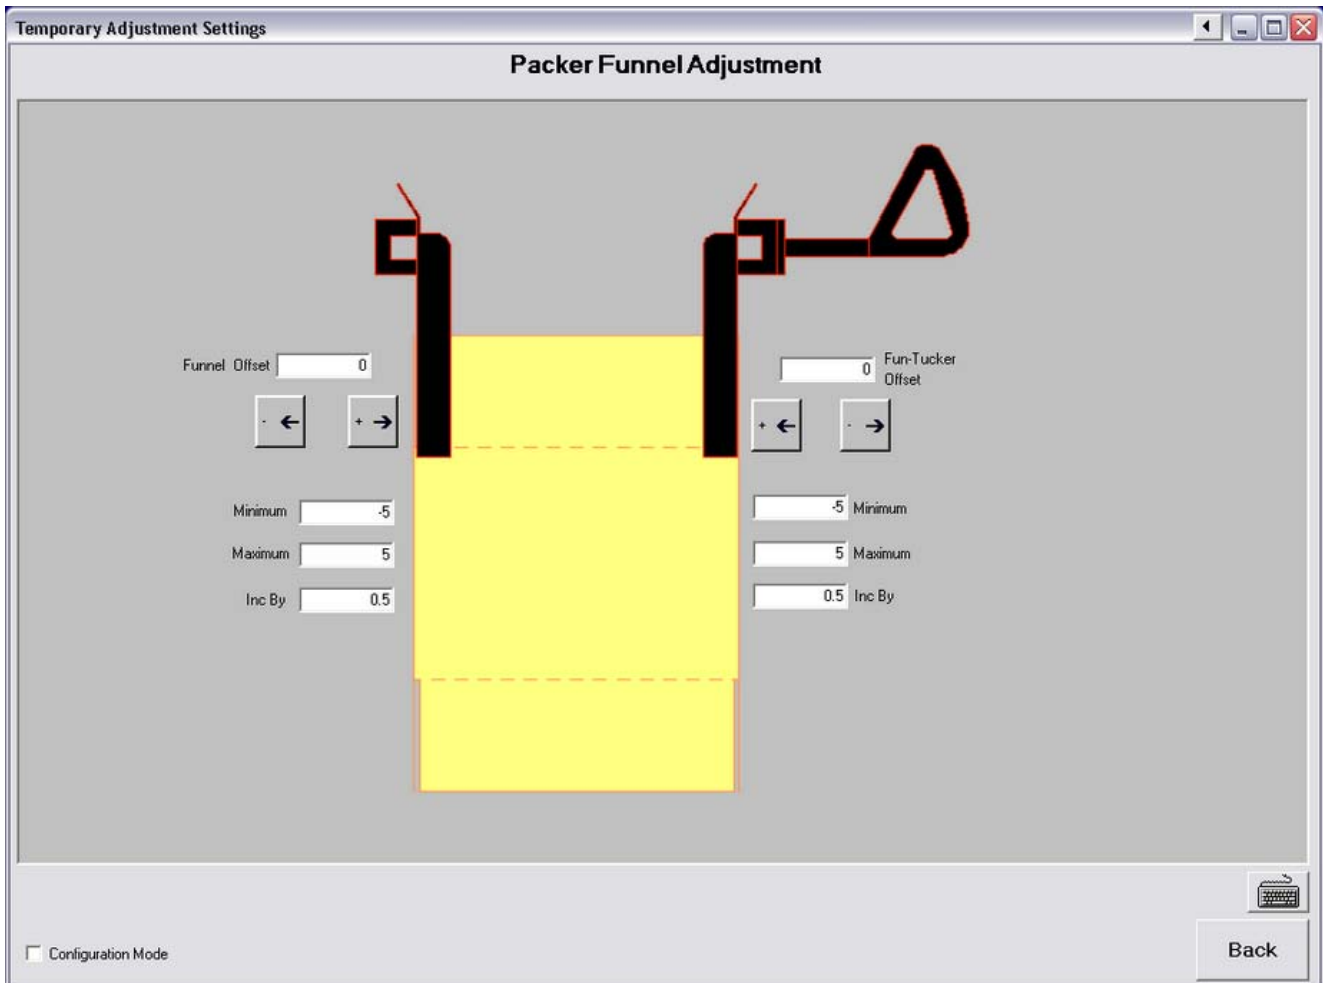 Temporary Adjustment Settings
Packer Funnel Adjustment
Funnel Offset 0
0 Fun-Tucker
Offset
- ← + →
+ ← - →
Minimum -5
-5 Minimum
Maximum 5
5 Maximum
Inc By 0.5
0.5 Inc By
Configuration Mode
Back